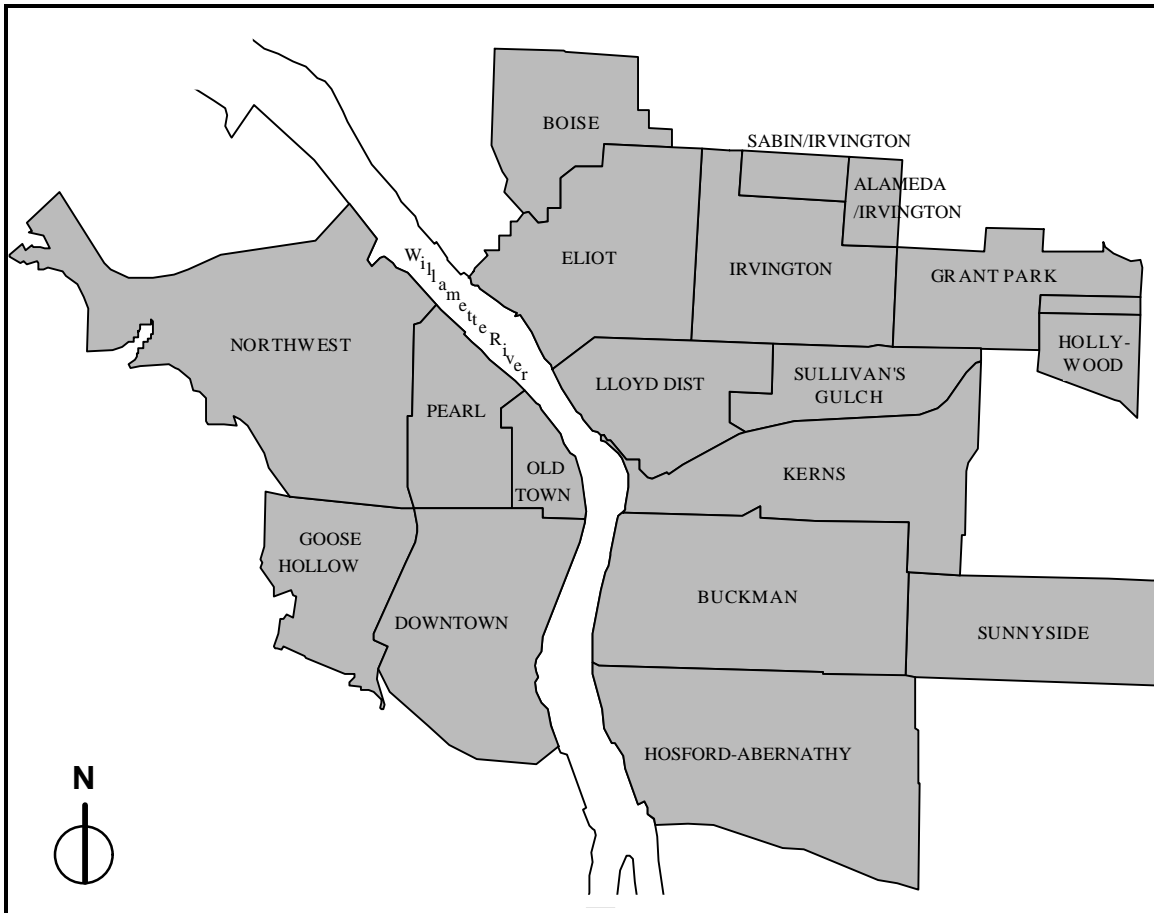 BOISE
SABIN/IRVINGTON
ALAMEDA
/IRVINGTON
ELIOT
IRVINGTON
GRANT PARK
Willamette River
NORTHWEST
HOLLY-
WOOD
LLOYD DIST
SULLIVAN'S
GULCH
PEARL
OLD
TOWN
KERNS
GOOSE
HOLLOW
BUCKMAN
DOWNTOWN
SUNNYSIDE
HOSFORD-ABERNATHY
N